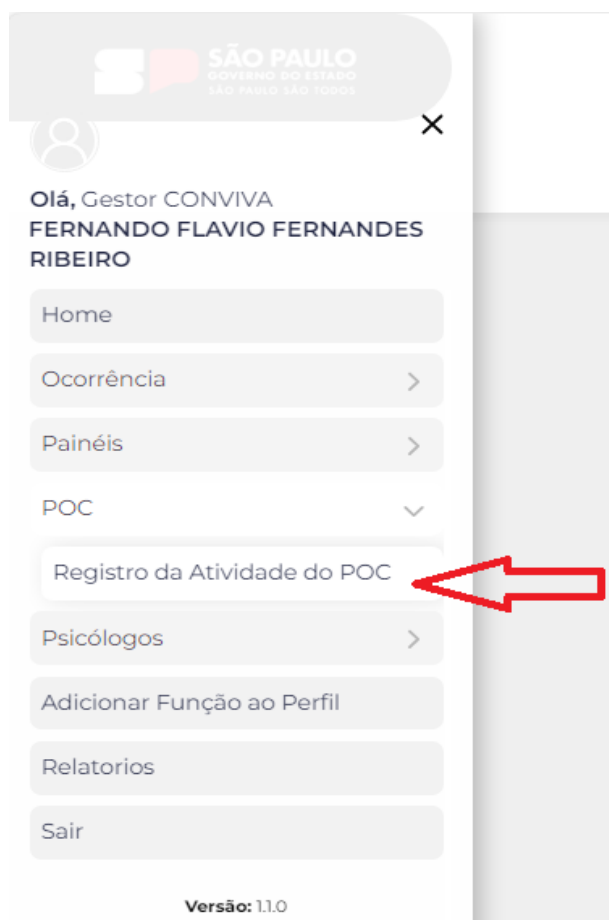 SÃO PAULO
GOVERNO DO ESTADO
SÃO PAULO SÃO TODOS
Olá, Gestor CONVIVA
FERNANDO FLAVIO FERNANDES
RIBEIRO
Home
Ocorrência
Painéis
POC
Registro da Atividade do POC
Psicólogos
Adicionar Função ao Perfil
Relatorios
Sair
Versão: 1.1.0